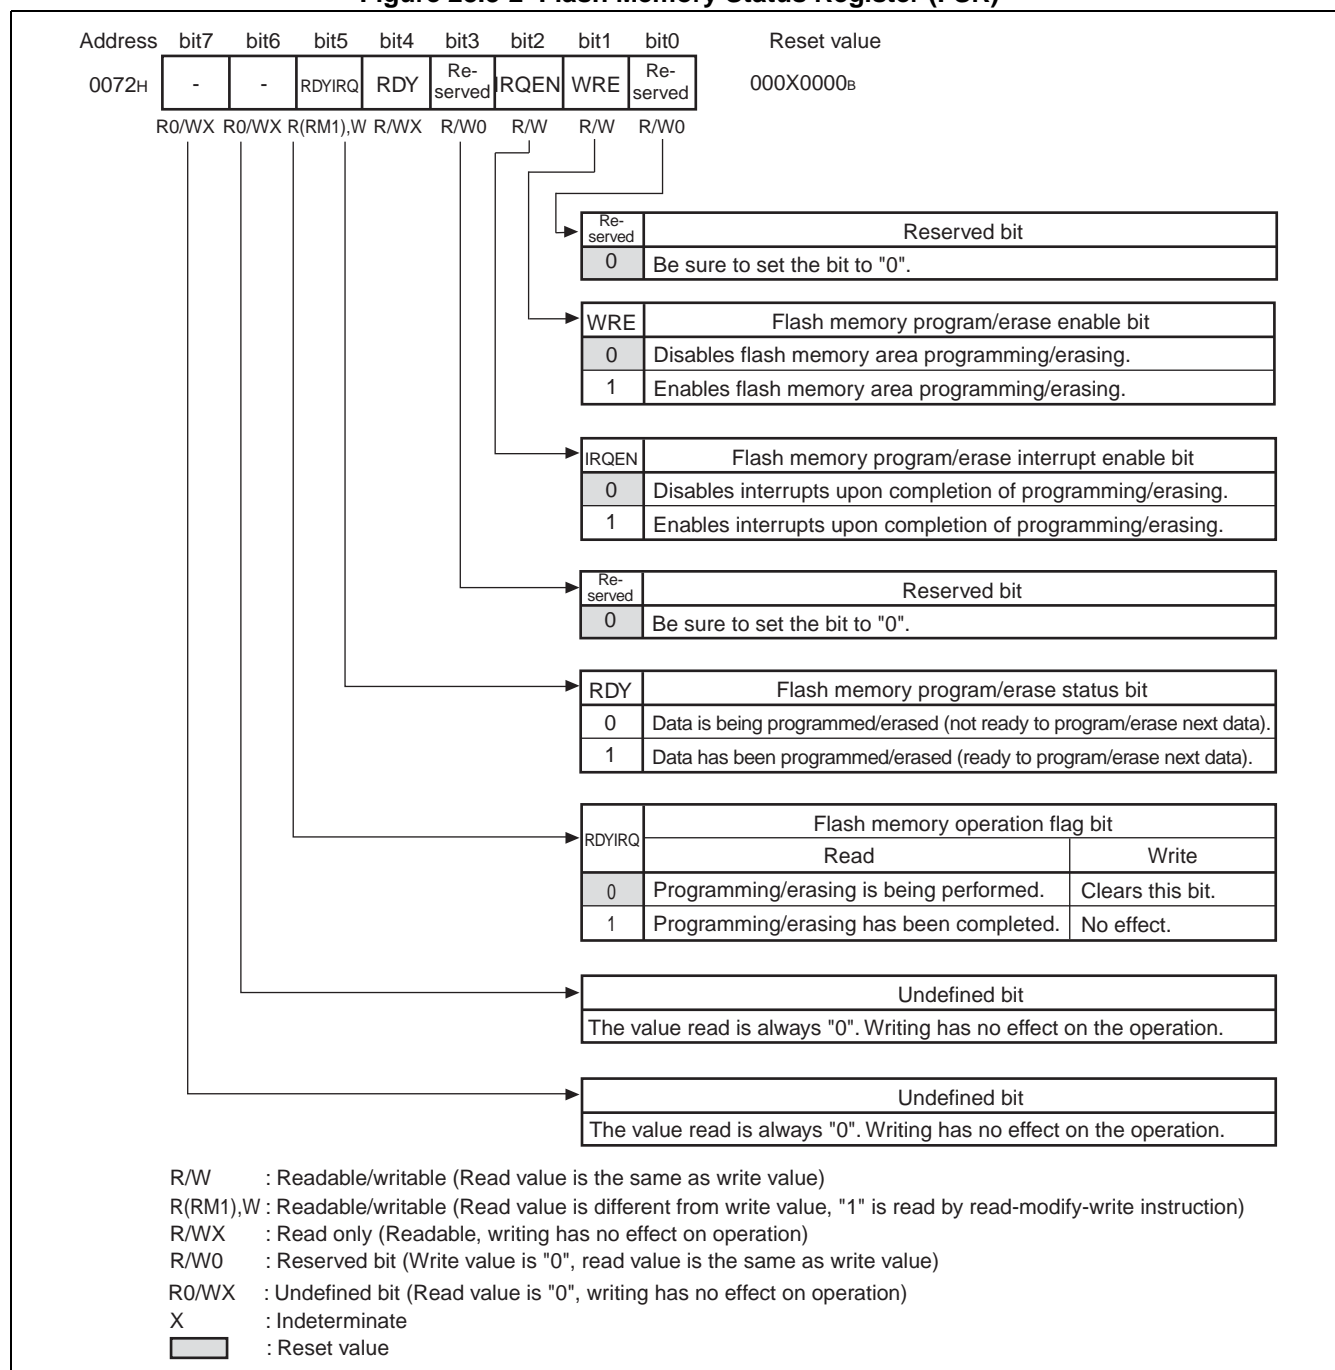 Address bit7 bit6 bit5 bit4 bit3 bit2 bit1 bit0 Reset value
0072H - - RDYIRQ RDY Re-served IRQEN WRE Re-served 000X0000B
R0/WX R0/WX R(RM1),W R/WX R/W0 R/W R/W R/W0
Re-served Reserved bit
0 Be sure to set the bit to "0".
WRE Flash memory program/erase enable bit
0 Disables flash memory area programming/erasing.
1 Enables flash memory area programming/erasing.
IRQEN Flash memory program/erase interrupt enable bit
0 Disables interrupts upon completion of programming/erasing.
1 Enables interrupts upon completion of programming/erasing.
Re-served Reserved bit
0 Be sure to set the bit to "0".
RDY Flash memory program/erase status bit
0 Data is being programmed/erased (not ready to program/erase next data).
1 Data has been programmed/erased (ready to program/erase next data).
RDYIRQ Flash memory operation flag bit
Read Write
0 Programming/erasing is being performed. Clears this bit.
1 Programming/erasing has been completed. No effect.
Undefined bit
The value read is always "0". Writing has no effect on the operation.
Undefined bit
The value read is always "0". Writing has no effect on the operation.
R/W : Readable/writable (Read value is the same as write value)
R(RM1),W : Readable/writable (Read value is different from write value, "1" is read by read-modify-write instruction)
R/WX : Read only (Readable, writing has no effect on operation)
R/W0 : Reserved bit (Write value is "0", read value is the same as write value)
R0/WX : Undefined bit (Read value is "0", writing has no effect on operation)
X : Indeterminate
: Reset value